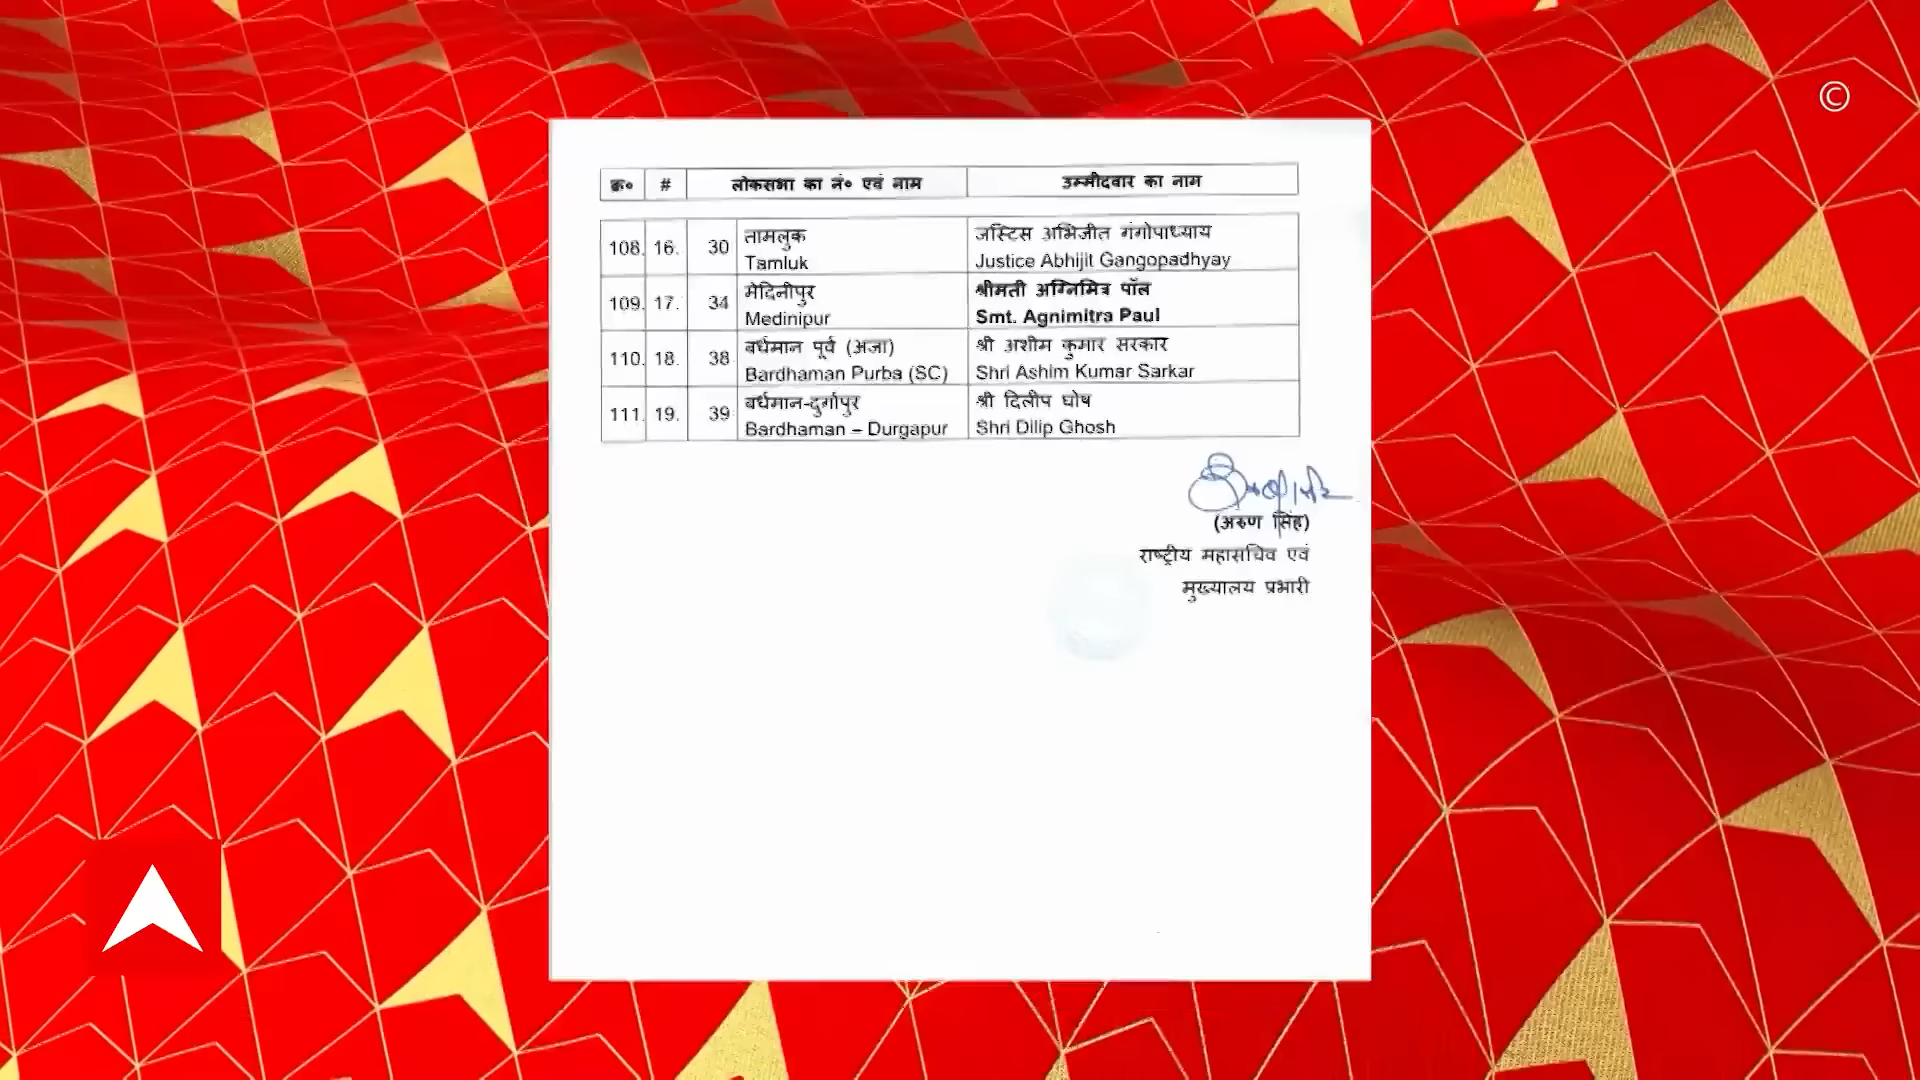 ©
क्र० # लोकसभा का नं० एवं नाम उम्मीदवार का नाम
108. 16. 30 तामलुक जस्टिस अभिजीत गंगोपाध्याय
Tamluk Justice Abhijit Gangopadhyay
109. 17. 34 मेदिनीपुर श्रीमती अग्निमित्र पॉल
Medinipur Smt. Agnimitra Paul
110. 18. 38 बर्धमान पूर्व (अजा) श्री अशीम कुमार सरकार
Bardhaman Purba (SC) Shri Ashim Kumar Sarkar
111. 19. 39 बर्धमान-दुर्गापुर श्री दिलीप घोष
Bardhaman – Durgapur Shri Dilip Ghosh
(अरुण सिंह)
राष्ट्रीय महासचिव एवं
मुख्यालय प्रभारी